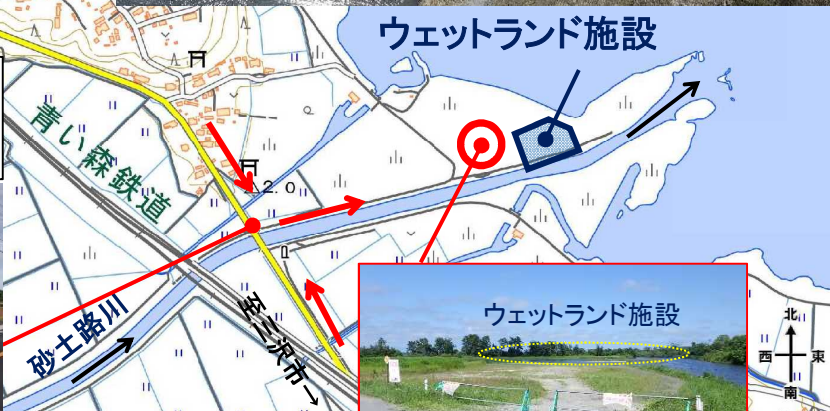 ウェットランド施設
青い森鉄道
2.0
砂土路川
至三沢市→
ウェットランド施設
北
西
東
南